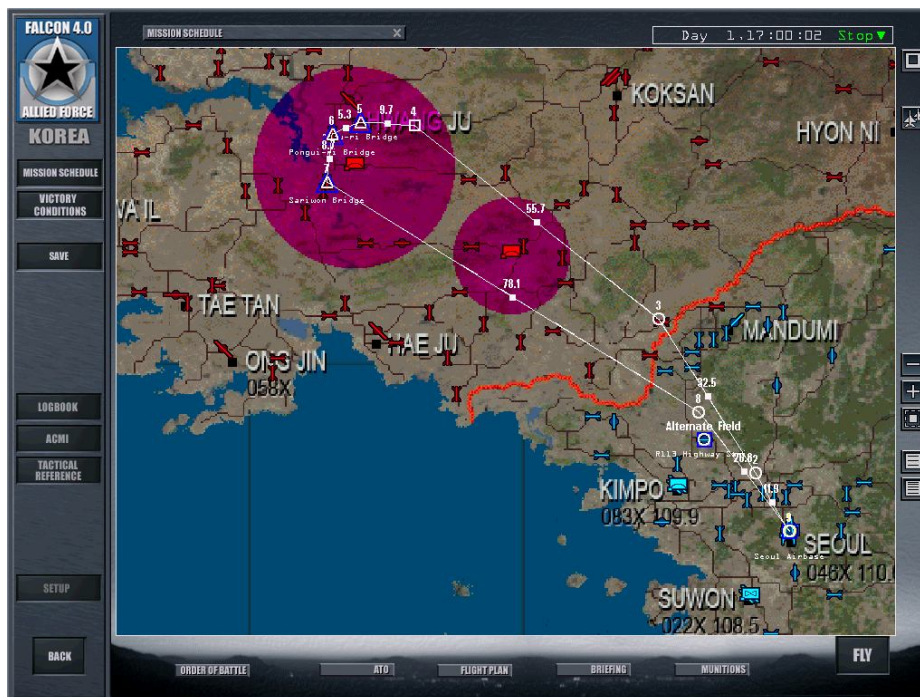 FALCON 4.0
ALLIED FORCE
KOREA
MISSION SCHEDULE
VICTORY
CONDITIONS
SAVE
LOGBOOK
ACMI
TACTICAL
REFERENCE
SETUP
BACK
MISSION SCHEDULE
Day 1.17:00:02 Stop
KOKSAN
HYON NI
JU
6
5.3
5
9.7
4
Bridge
Pongui-ri Bridge
7
Sariwon Bridge
55.7
78.1
3
TAE TAN
HAE JU
ONG JIN
058X
MANDUMI
32.5
8
Alternate Field
R113 Highway
2
11.9
KIMPO
083X 109.9
9
SEOUL
Seoul Airbase
046X 110.
SUWON
022X 108.5
ORDER OF BATTLE
ATO
FLIGHT PLAN
BRIEFING
MUNITIONS
FLY